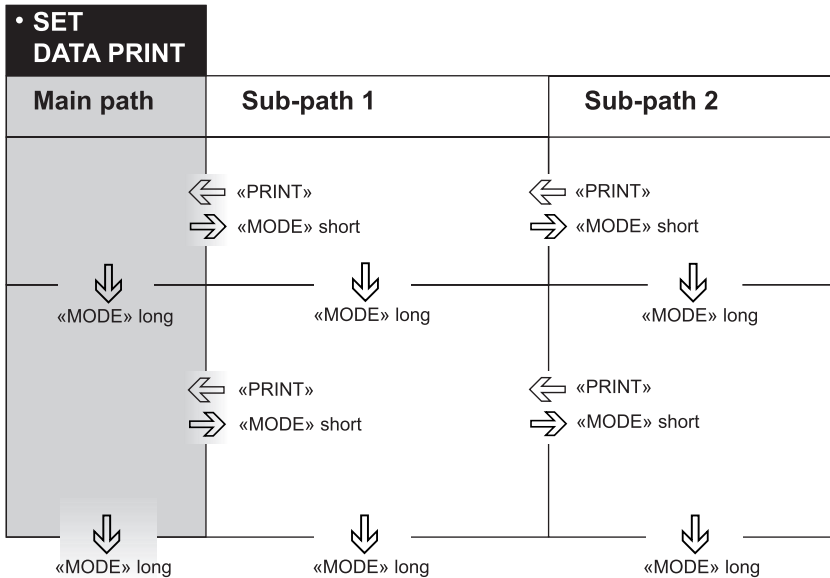 • SET
DATA PRINT
Main path Sub-path 1 Sub-path 2
«PRINT» «PRINT»
«MODE» short «MODE» short
«MODE» long «MODE» long «MODE» long
«PRINT» «PRINT»
«MODE» short «MODE» short
«MODE» long «MODE» long «MODE» long